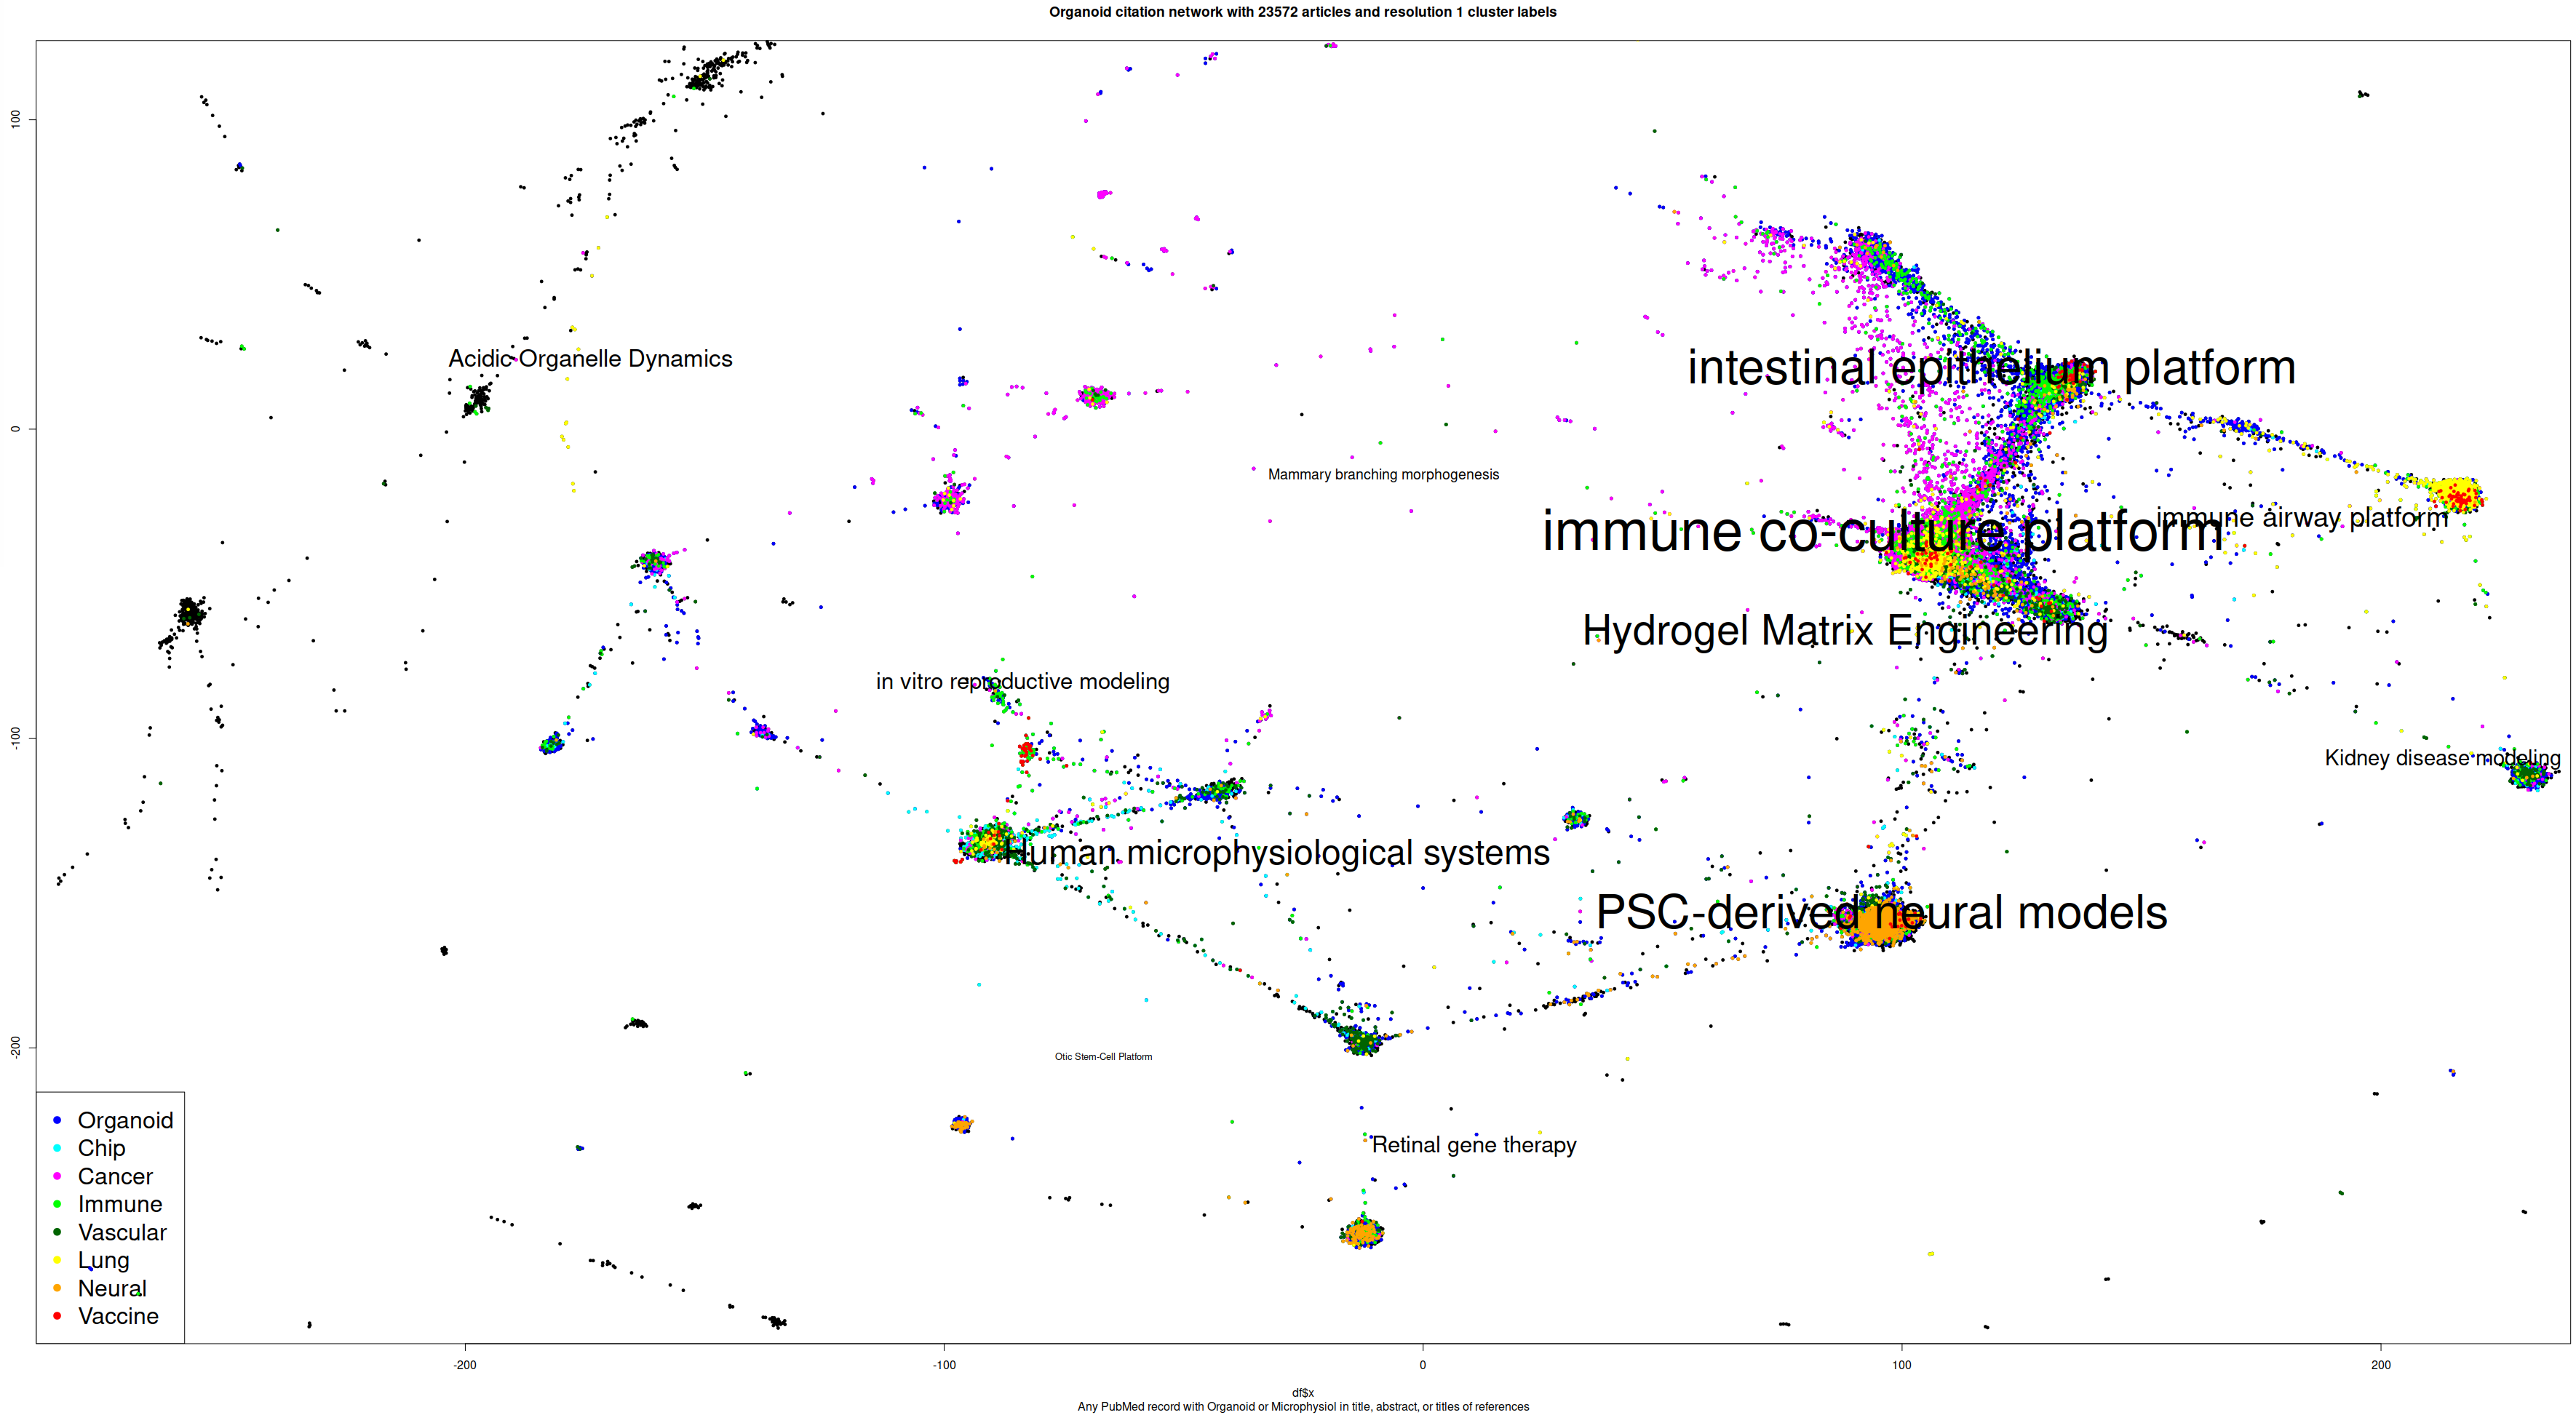 Organoid citation network with 23572 articles and resolution 1 cluster labels
100
0
-100
-200
Acidic-Organelle Dynamics
intestinal epithelium platform
Mammary branching morphogenesis
immune co-culture platform
immune airway platform
Hydrogel Matrix Engineering
in vitro reproductive modeling
Kidney disease modeling
Human microphysiological systems
PSC-derived neural models
Otic Stem-Cell Platform
Retinal gene therapy
Organoid
Chip
Cancer
Immune
Vascular
Lung
Neural
Vaccine
-200
-100
0
100
200
df$x
Any PubMed record with Organoid or Microphysiol in title, abstract, or titles of references